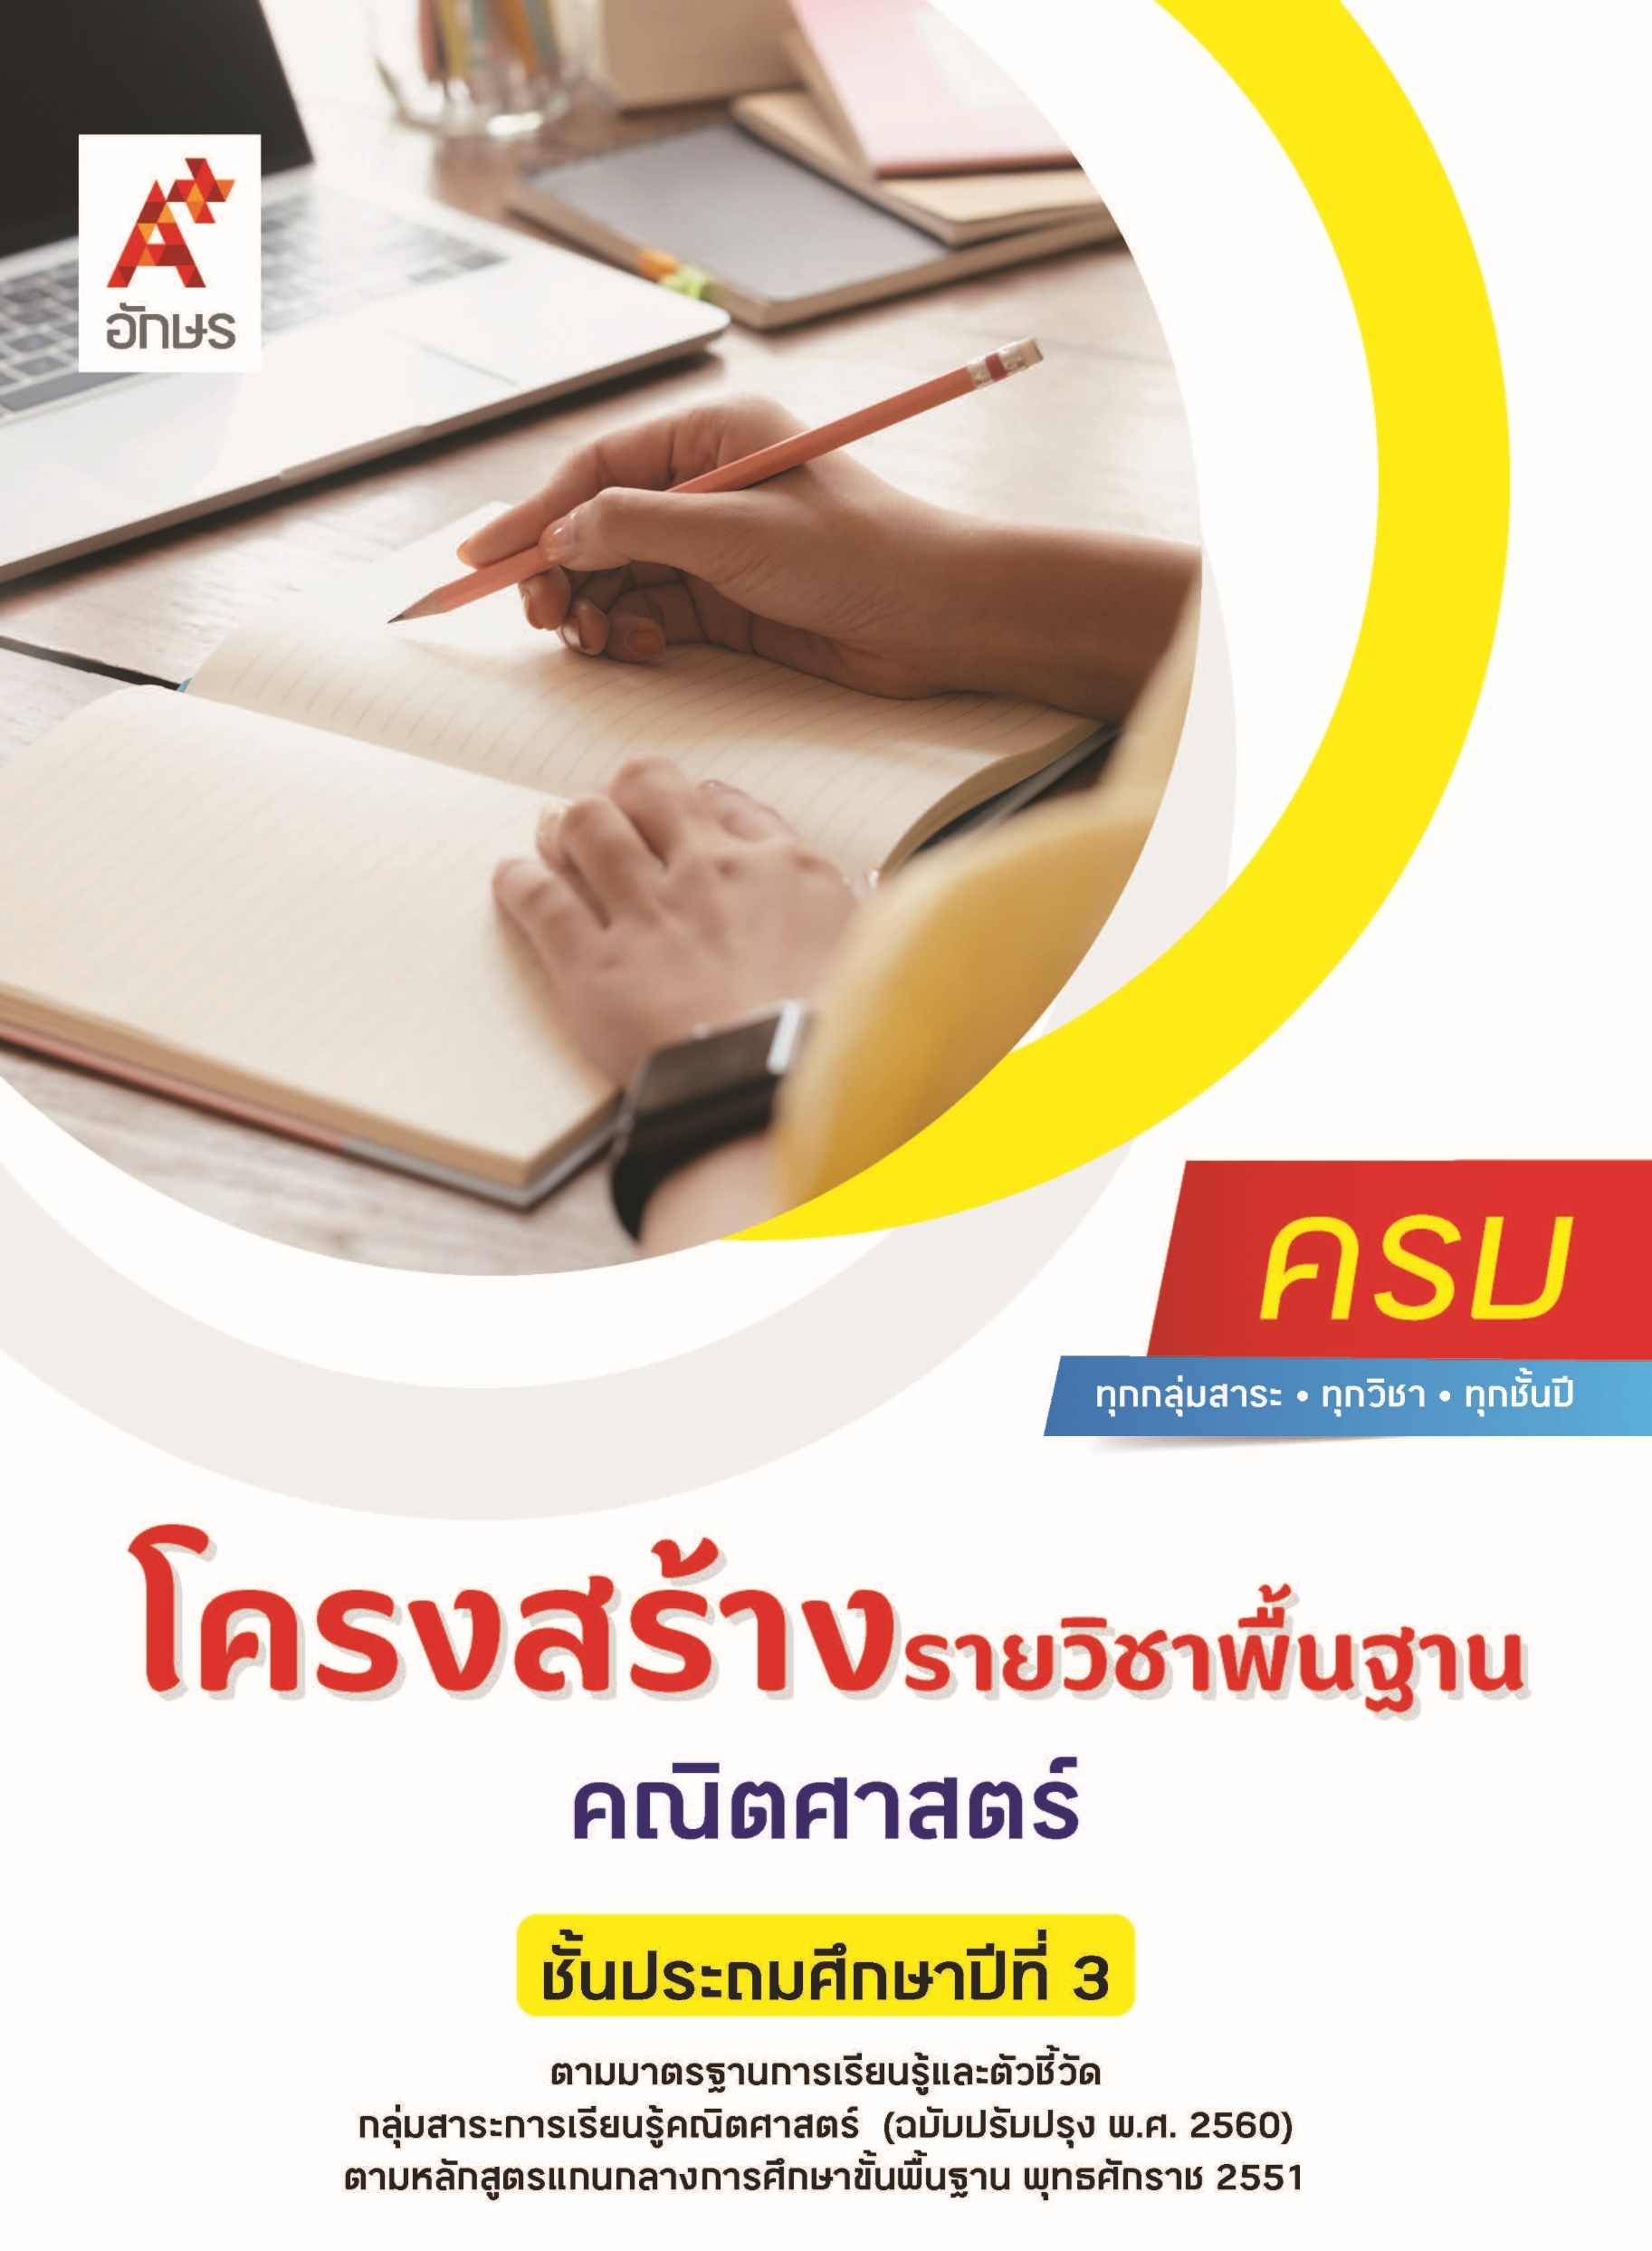 อักษร
ครบ
ทุกกลุ่มสาระ • ทุกวิชา • ทุกชั้นปี
โครงสร้างรายวิชาพื้นฐาน
คณิตศาสตร์
ชั้นประถมศึกษาปีที่ 3
ตามมาตรฐานการเรียนรู้และตัวชี้วัด
กลุ่มสาระการเรียนรู้คณิตศาสตร์ (ฉบับปรับปรุง พ.ศ. 2560)
ตามหลักสูตรแกนกลางการศึกษาขั้นพื้นฐาน พุทธศักราช 2551